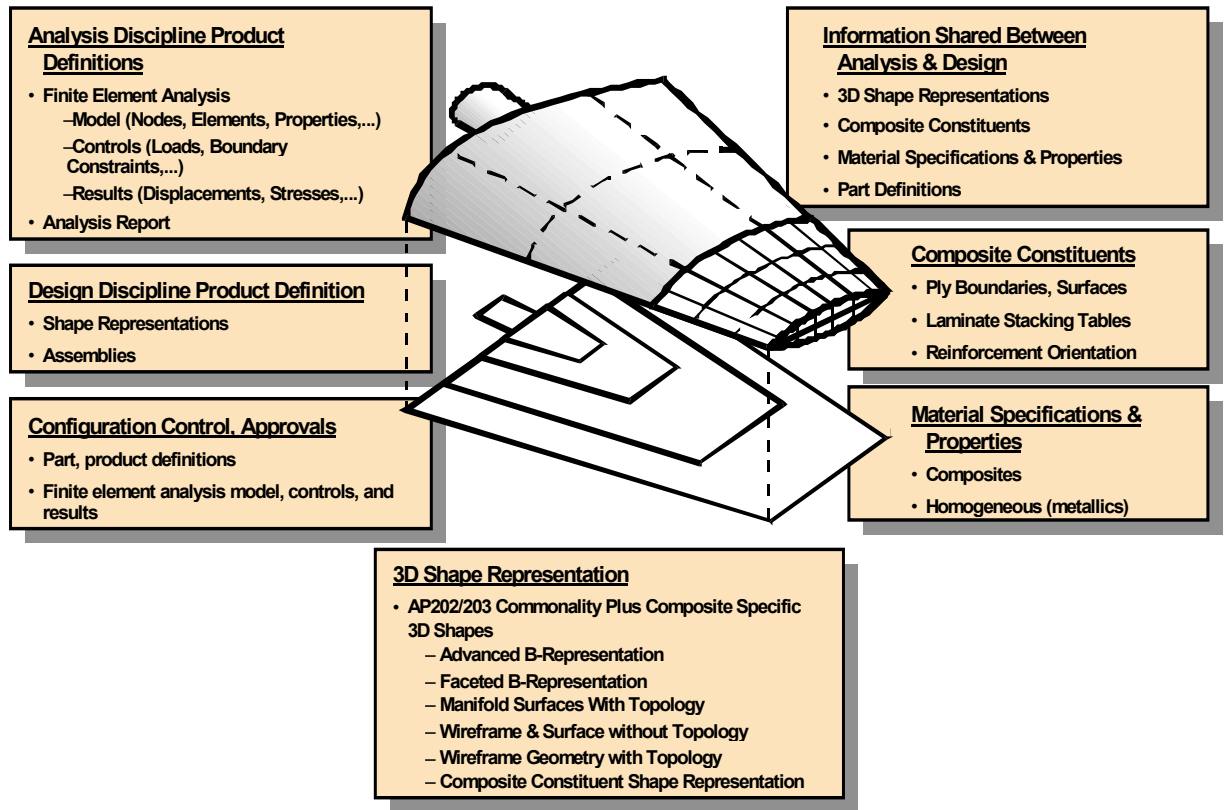 Analysis Discipline Product
Definitions
• Finite Element Analysis
–Model (Nodes, Elements, Properties,...)
–Controls (Loads, Boundary
Constraints,...)
–Results (Displacements, Stresses,...)
• Analysis Report
Design Discipline Product Definition
• Shape Representations
• Assemblies
Configuration Control, Approvals
• Part, product definitions
• Finite element analysis model, controls, and
results
Information Shared Between
Analysis & Design
• 3D Shape Representations
• Composite Constituents
• Material Specifications & Properties
• Part Definitions
Composite Constituents
• Ply Boundaries, Surfaces
• Laminate Stacking Tables
• Reinforcement Orientation
Material Specifications &
Properties
• Composites
• Homogeneous (metallics)
3D Shape Representation
• AP202/203 Commonality Plus Composite Specific
3D Shapes
– Advanced B-Representation
– Faceted B-Representation
– Manifold Surfaces With Topology
– Wireframe & Surface without Topology
– Wireframe Geometry with Topology
– Composite Constituent Shape Representation